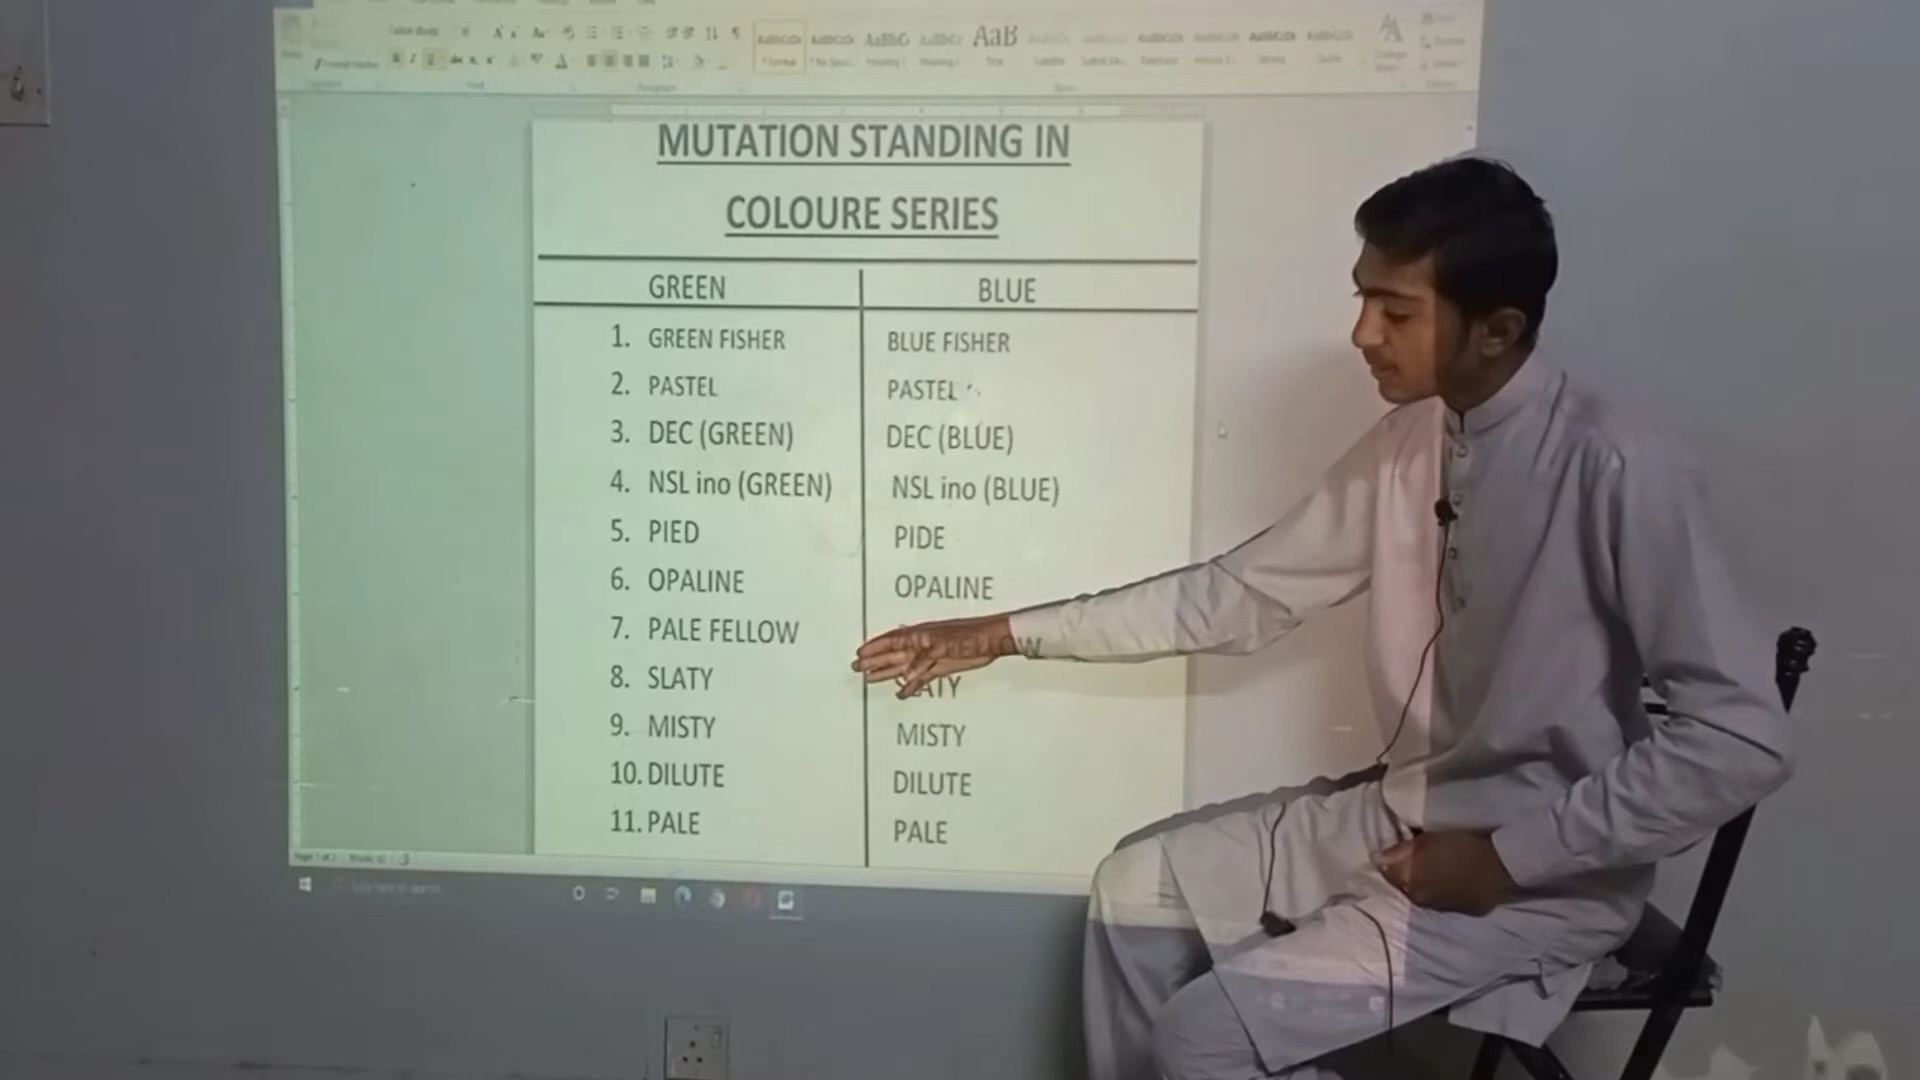 MUTATION STANDING IN
COLOURE SERIES
GREEN BLUE
1. GREEN FISHER BLUE FISHER
2. PASTEL PASTEL
3. DEC (GREEN) DEC (BLUE)
4. NSL ino (GREEN) NSL ino (BLUE)
5. PIED PIDE
6. OPALINE OPALINE
7. PALE FELLOW FELLOW
8. SLATY SLATY
9. MISTY MISTY
10. DILUTE DILUTE
11. PALE PALE